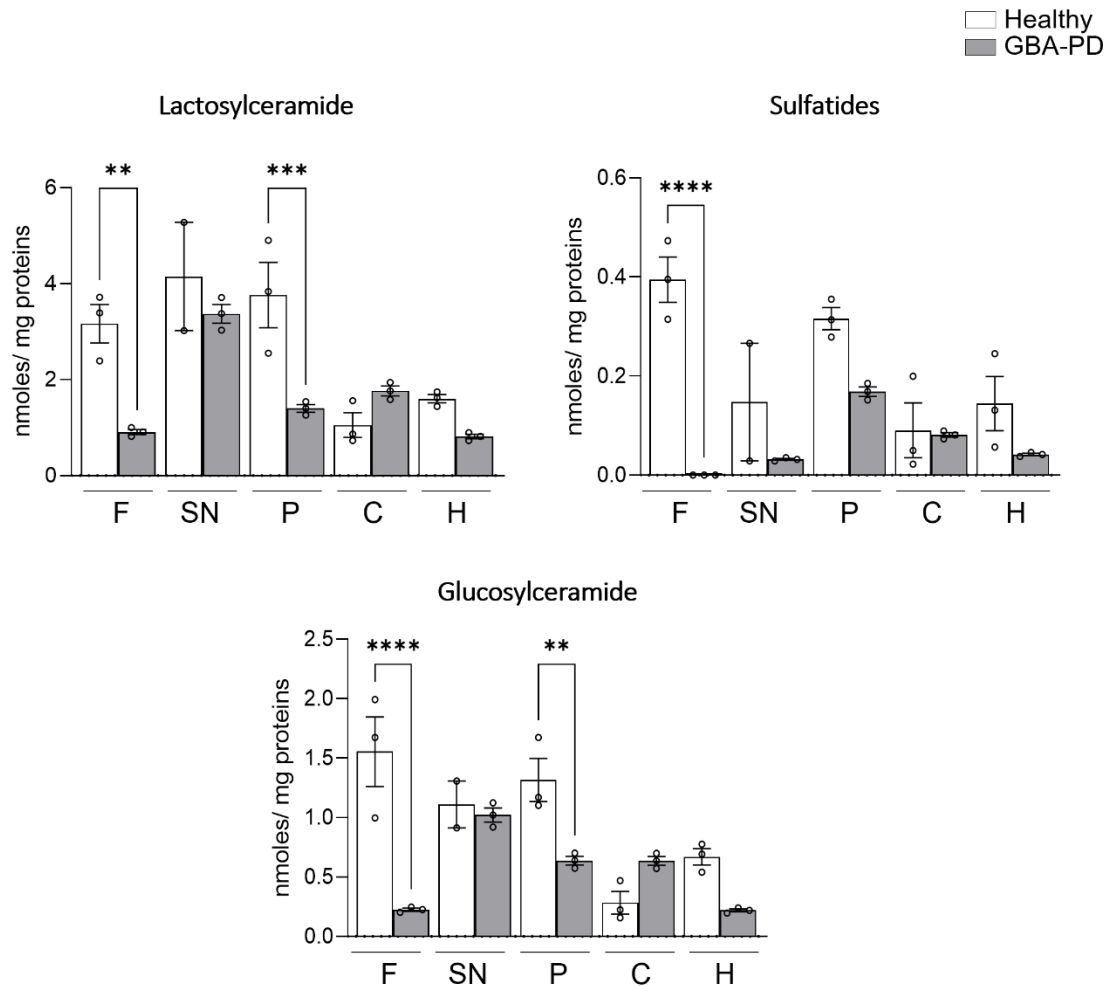 Healthy
GBA-PD
Lactosylceramide
** ***
nmoles/ mg proteins
6
4
2
0
F SN P C H
Sulfatides
****
nmoles/ mg proteins
0.6
0.4
0.2
0.0
F SN P C H
Glucosylceramide
**** **
nmoles/ mg proteins
2.5
2.0
1.5
1.0
0.5
0.0
F SN P C H